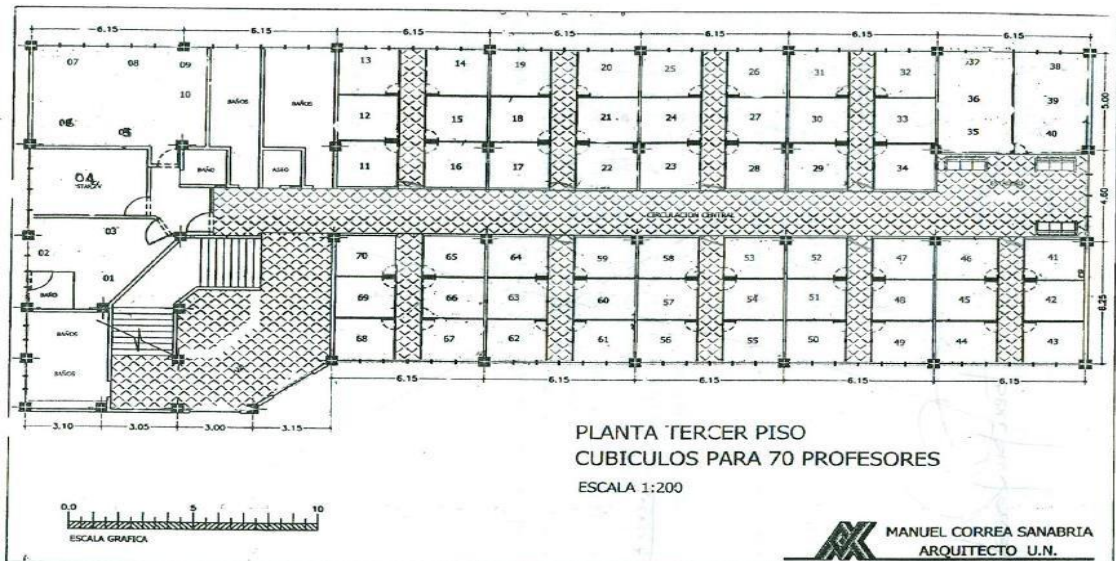 6.15 6.15 6.15 6.15 6.15 6.15 6.15
07 08 09 13 14 19 20 25 26 31 32 37 38
10 BAÑOS BAÑOS 36 39
06 05 12 15 18 21 24 27 30 33 35 40
5.00
04 BAÑO ASEO 11 16 17 22 23 28 29 34
CIRCULACION CENTRAL
4.60
03
02 70 65 64 59 58 53 52 47 46 41
01
BAÑO 69 66 63 60 57 54 51 48 45 42
6.25
BAÑOS 68 67 62 61 56 55 50 49 44 43
BAÑOS
6.15 6.15 6.15 6.15 6.15
3.10 3.05 3.00 3.15
PLANTA TERCER PISO
CUBICULOS PARA 70 PROFESORES
ESCALA 1:200
0.0 5 10
ESCALA GRAFICA
MANUEL CORREA SANABRIA
ARQUITECTO U.N.